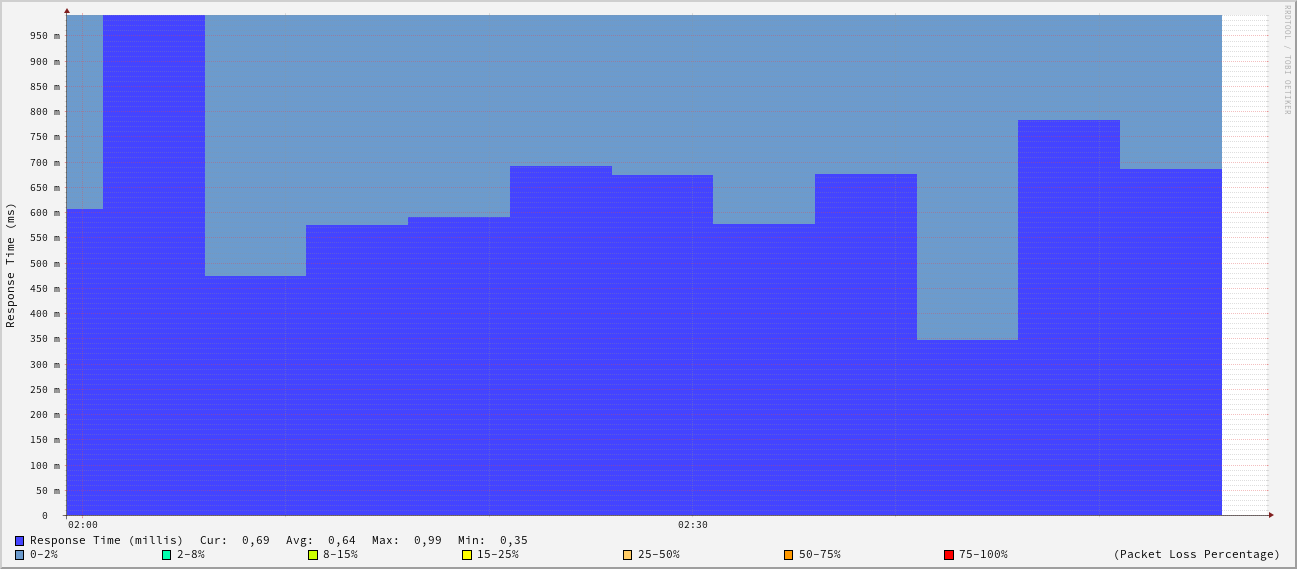 RRDTOOL / TOBI OETIKER
Response Time (ms)
950 m
900 m
850 m
800 m
750 m
700 m
650 m
600 m
550 m
500 m
450 m
400 m
350 m
300 m
250 m
200 m
150 m
100 m
50 m
0
02:00 02:30
Response Time (millis) Cur: 0,69 Avg: 0,64 Max: 0,99 Min: 0,35
0-2% 2-8% 8-15% 15-25% 25-50% 50-75% 75-100% (Packet Loss Percentage)